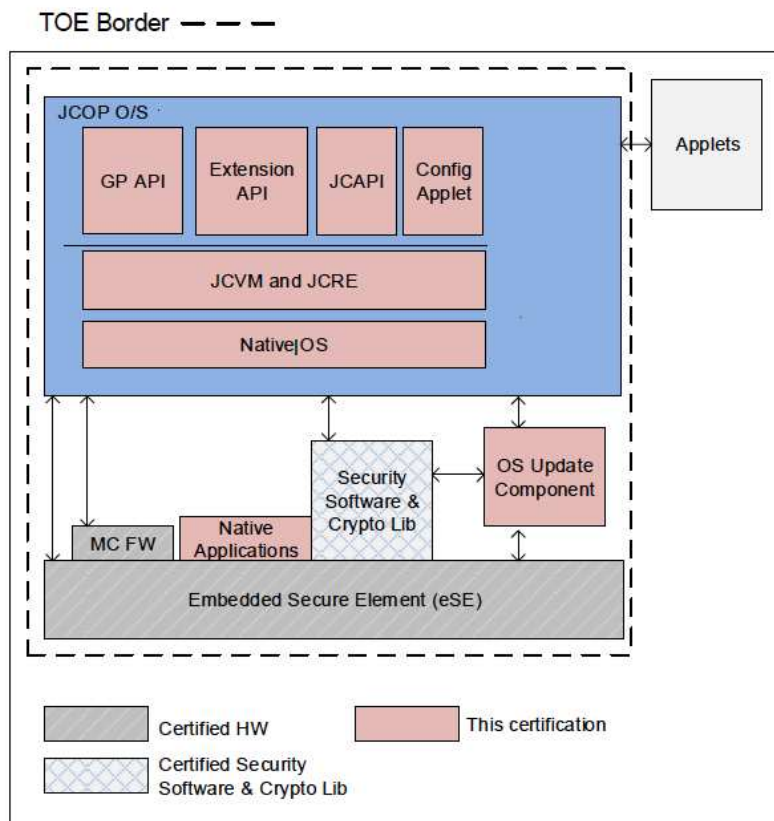 TOE Border
JCOP O/S
GP API
Extension
API
JCAPI
Config
Applet
Applets
JCVM and JCRE
Native|OS
Security
Software &
Crypto Lib
OS Update
Component
MC FW
Native
Applications
Embedded Secure Element (eSE)
Certified HW
This certification
Certified Security
Software & Crypto Lib